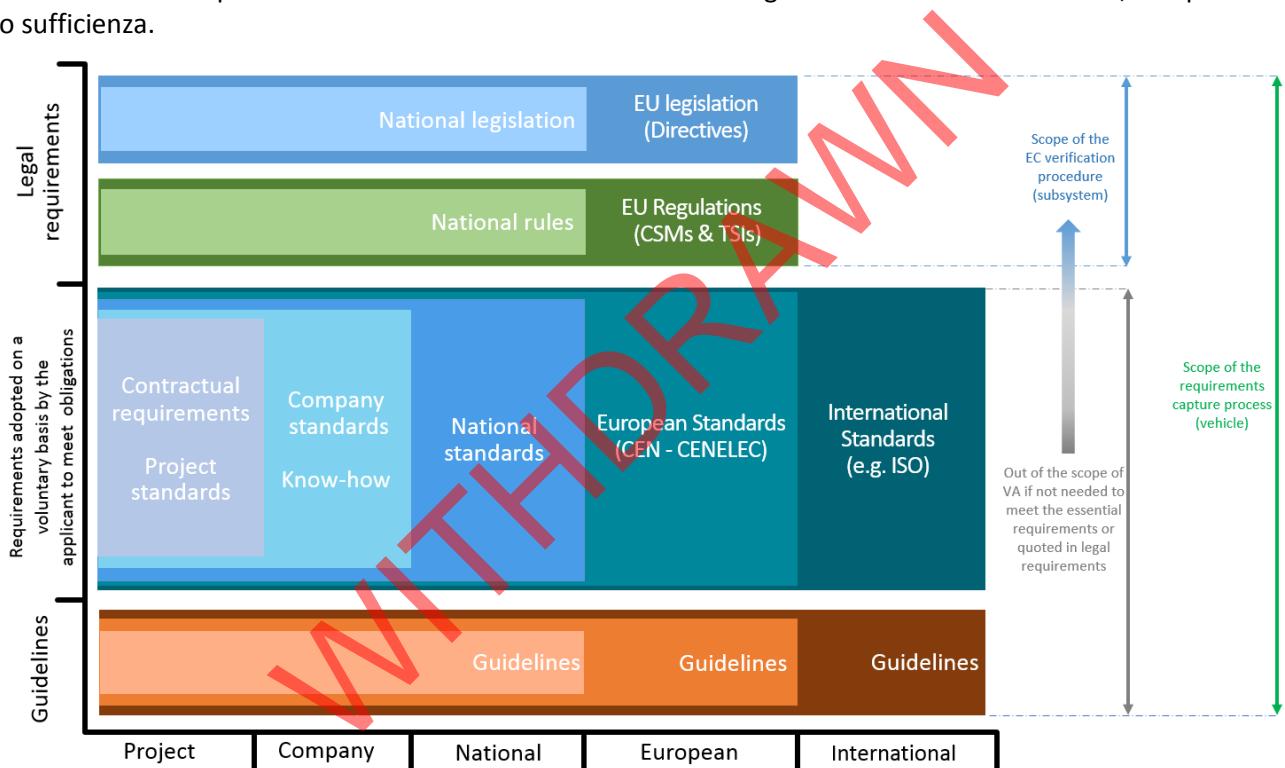 o sufficienza.
Legal
requirements
National legislation
EU legislation
(Directives)
National rules
EU Regulations
(CSMs & TSIs)
Scope of the
EC verification
procedure
(subsystem)
Requirements adopted on a
voluntary basis by the
applicant to meet obligations
Contractual
requirements
Project
standards
Company
standards
Know-how
National
standards
European Standards
(CEN - CENELEC)
International
Standards
(e.g. ISO)
Out of the scope of
VA if not needed to
meet the essential
requirements or
quoted in legal
requirements
Scope of the
requirements
capture process
(vehicle)
Guidelines
Guidelines
Guidelines
Guidelines
Project
Company
National
European
International
WITHDRAWN